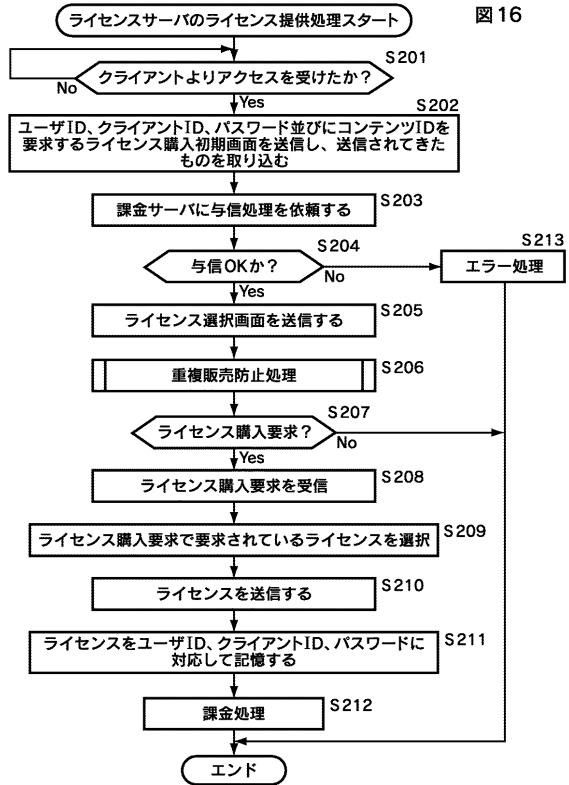 図16
ライセンスサーバのライセンス提供処理スタート
S201
クライアントよりアクセスを受けたか？
No
Yes
S202
ユーザID、クライアントID、パスワード並びにコンテンツIDを
要求するライセンス購入初期画面を送信し、送信されてきた
ものを取り込む
S203
課金サーバに与信処理を依頼する
S204
与信OKか？
No
Yes
S213
エラー処理
S205
ライセンス選択画面を送信する
S206
重複販売防止処理
S207
ライセンス購入要求？
No
Yes
S208
ライセンス購入要求を受信
S209
ライセンス購入要求で要求されているライセンスを選択
S210
ライセンスを送信する
S211
ライセンスをユーザID、クライアントID、パスワードに
対応して記憶する
S212
課金処理
エンド